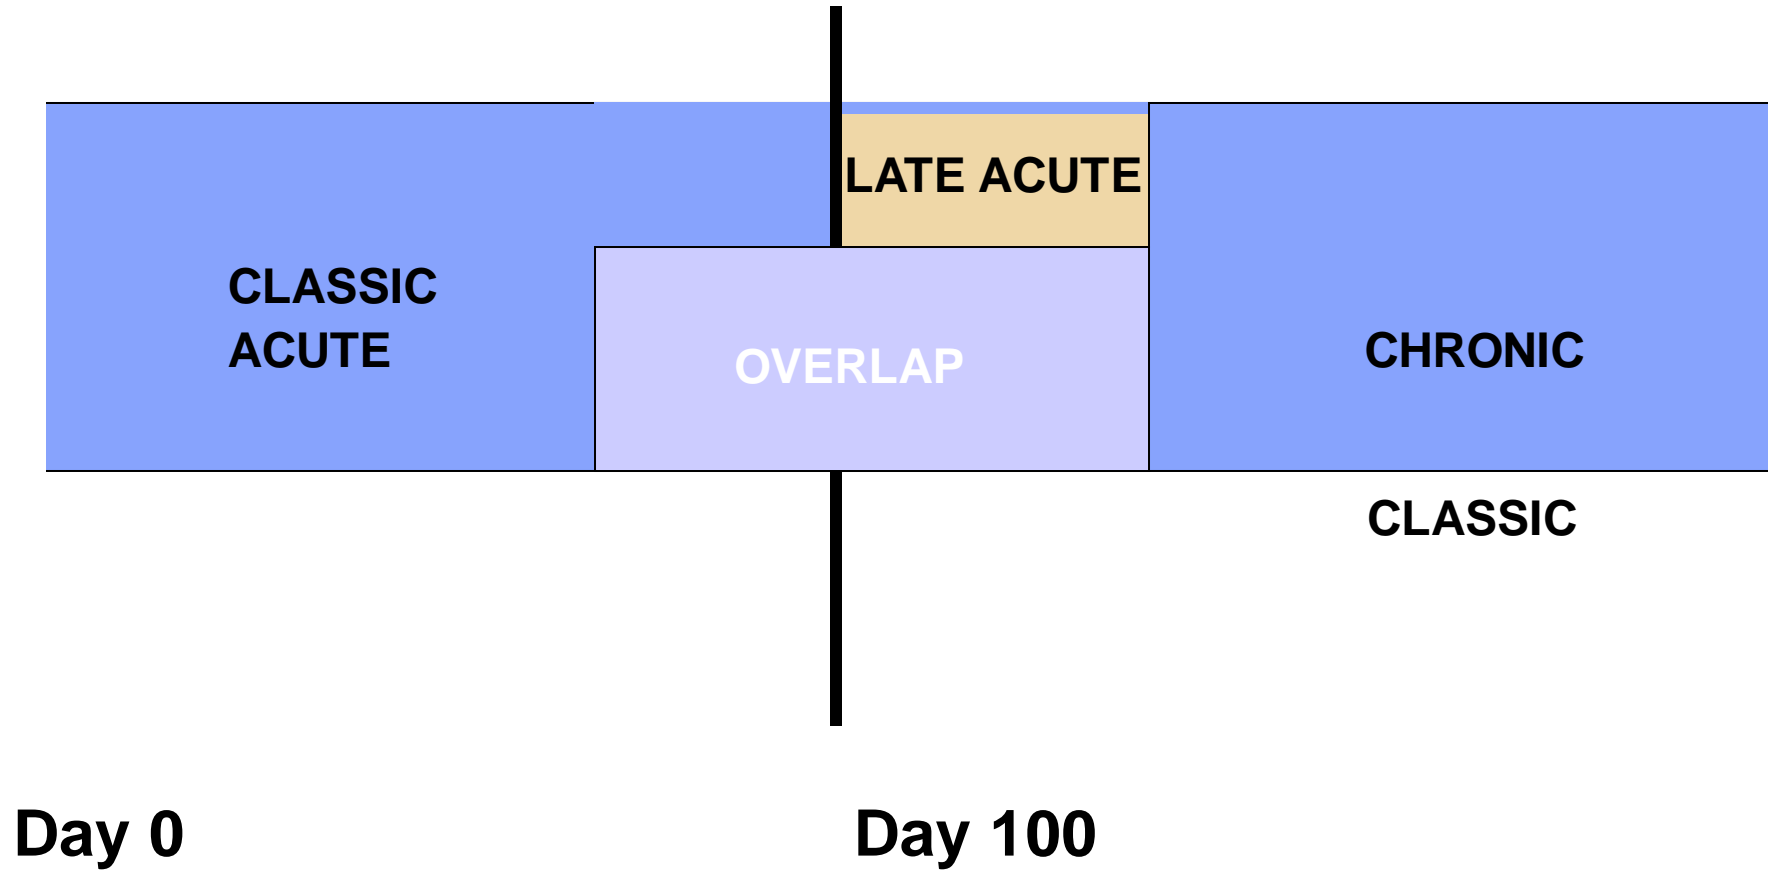 LATE ACUTE
CLASSIC
ACUTE
OVERLAP
CHRONIC
CLASSIC
Day 0
Day 100